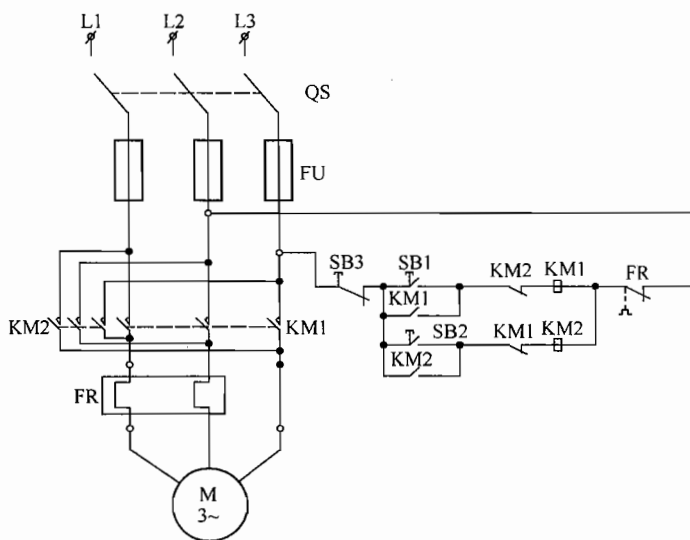 L1 L2 L3
QS
FU
SB3 SB1 KM2 KM1 FR
KM1
KM2 KM1
SB2 KM1 KM2
KM2
FR
M
3~